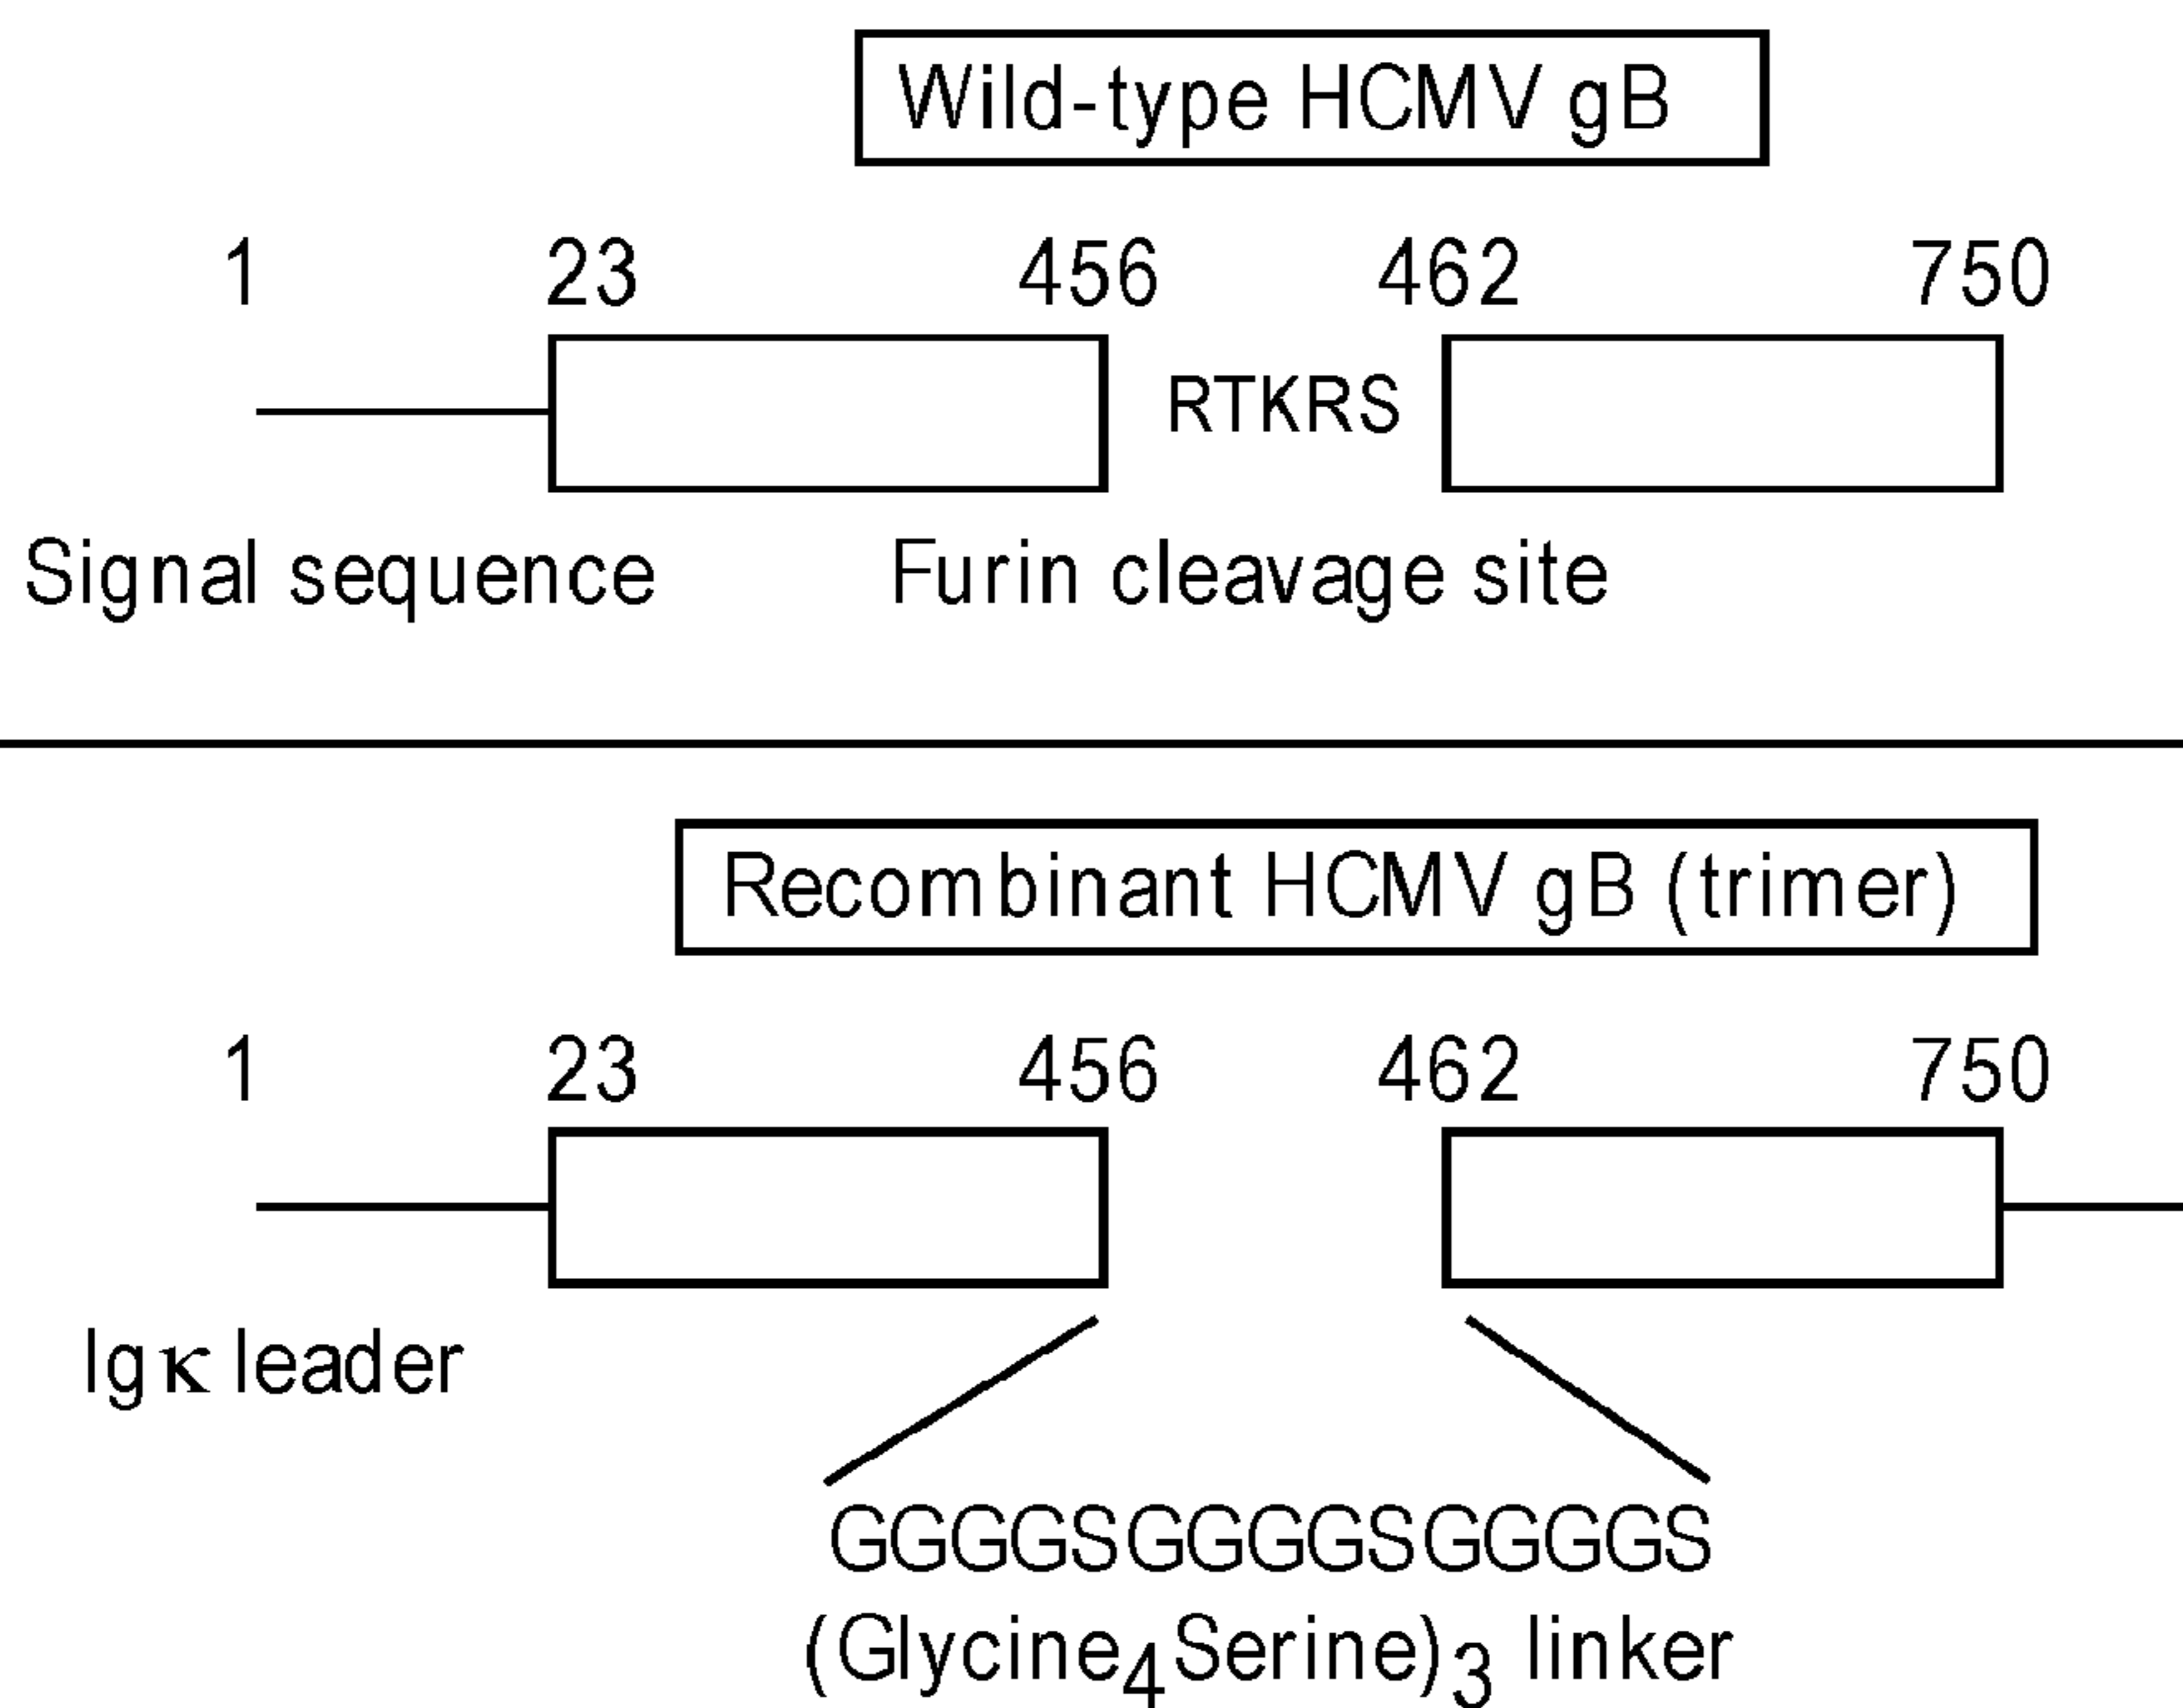 Wild-type HCMV gB
1 23 456 462 750
RTKRS
Signal sequence Furin cleavage site
Recombinant HCMV gB (trimer)
1 23 456 462 750
Igκ leader
GGGGSGGGGSGGGGS
(Glycine4Serine)3 linker